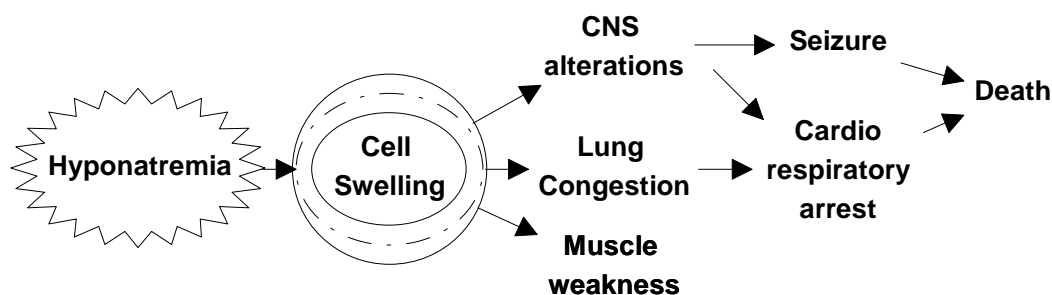 Hyponatremia
Cell
Swelling
CNS
alterations
Lung
Congestion
Muscle
weakness
Seizure
Cardio
respiratory
arrest
Death